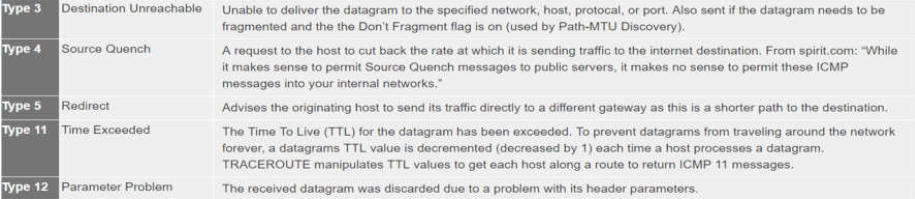 Type 3 Destination Unreachable Unable to deliver the datagram to the specified network, host, protocal, or port. Also sent if the datagram needs to be
fragmented and the the Don't Fragment flag is on (used by Path-MTU Discovery).
Type 4 Source Quench A request to the host to cut back the rate at which it is sending traffic to the internet destination. From spirit.com: "While
it makes sense to permit Source Quench messages to public servers, it makes no sense to permit these ICMP
messages into your internal networks."
Type 5 Redirect Advises the originating host to send its traffic directly to a different gateway as this is a shorter path to the destination.
Type 11 Time Exceeded The Time To Live (TTL) for the datagram has been exceeded. To prevent datagrams from traveling around the network
forever, a datagrams TTL value is decremented (decreased by 1) each time a host processes a datagram.
TRACEROUTE manipulates TTL values to get each host along a route to return ICMP 11 messages.
Type 12 Parameter Problem The received datagram was discarded due to a problem with its header parameters.